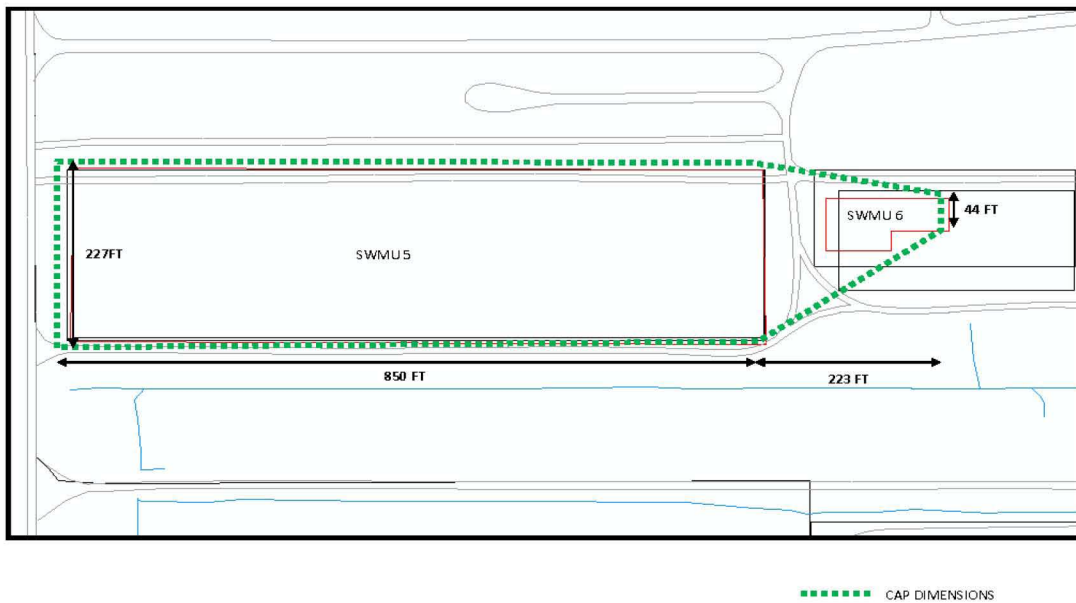 SWMU 6
44 FT
227FT
SWMU 5
850 FT
223 FT
CAP DIMENSIONS